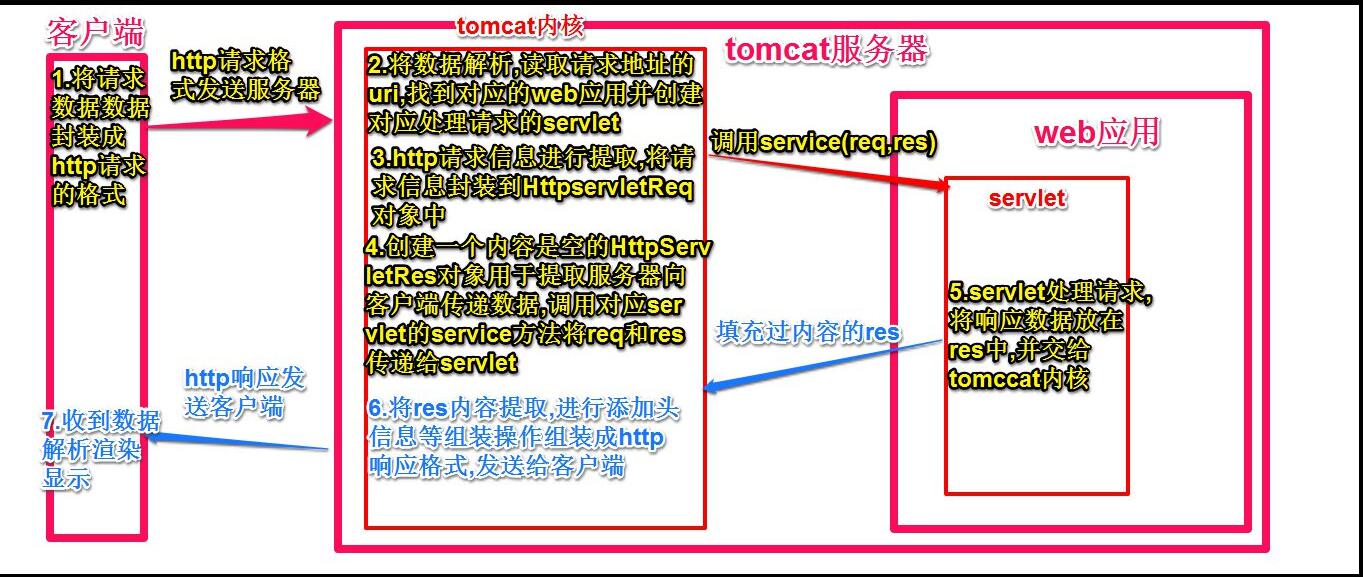 客户端
1.将请求
数据数据
封装成
http请求
的格式
http请求格
式发送服务器
tomcat内核
tomcat服务器
2.将数据解析,读取请求地址的
uri,找到对应的web应用并创建
对应处理请求的servlet
3.http请求信息进行提取,将请
求信息封装到HttpservletReq
对象中
4.创建一个内容是空的HttpServ
letRes对象用于提取服务器向
客户端传递数据,调用对应ser
vlet的service方法将req和res
传递给servlet
调用service(req,res)
web应用
servlet
5.servlet处理请求,
将响应数据放在
res中,并交给
tomccat内核
填充过内容的res
6.将res内容提取,进行添加头
信息等组装操作组装成http
响应格式,发送给客户端
http响应发
送客户端
7.收到数据
解析渲染
显示